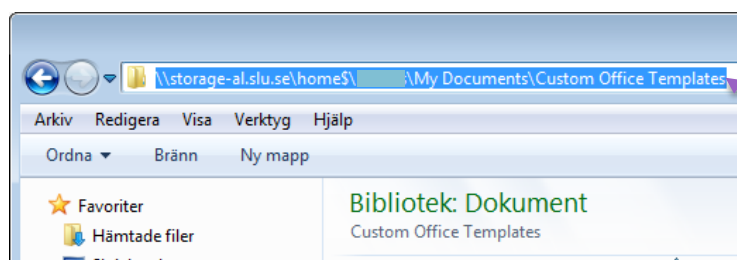 \\storage-al.slu.se\home$\ \My Documents\Custom Office Templates
Arkiv Redigera Visa Verktyg Hjälp
Ordna Bränn Ny mapp
Favoriter
Hämtade filer
Bibliotek: Dokument
Custom Office Templates